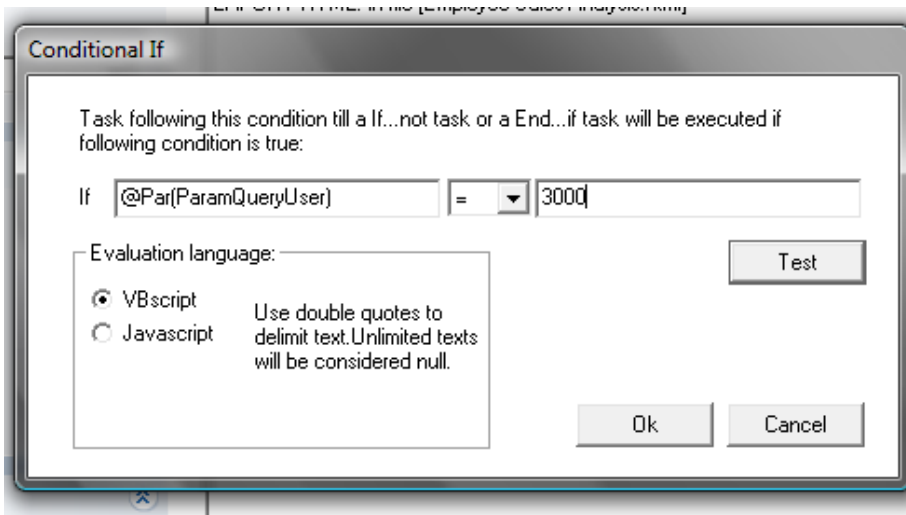 Conditional If
Task following this condition till a If...not task or a End...if task will be executed if
following condition is true:
If @Par(ParamQueryUser) = 3000
Evaluation language:
Test
VBscript
Javascript
Use double quotes to
delimit text.Unlimited texts
will be considered null.
Ok Cancel